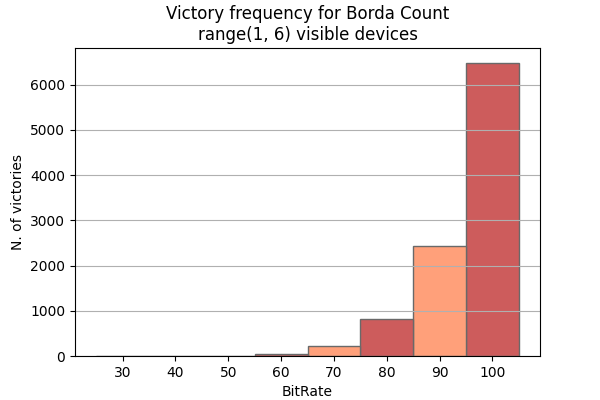 Victory frequency for Borda Count
range(1, 6) visible devices
N. of victories
6000
5000
4000
3000
2000
1000
0
30 40 50 60 70 80 90 100
BitRate